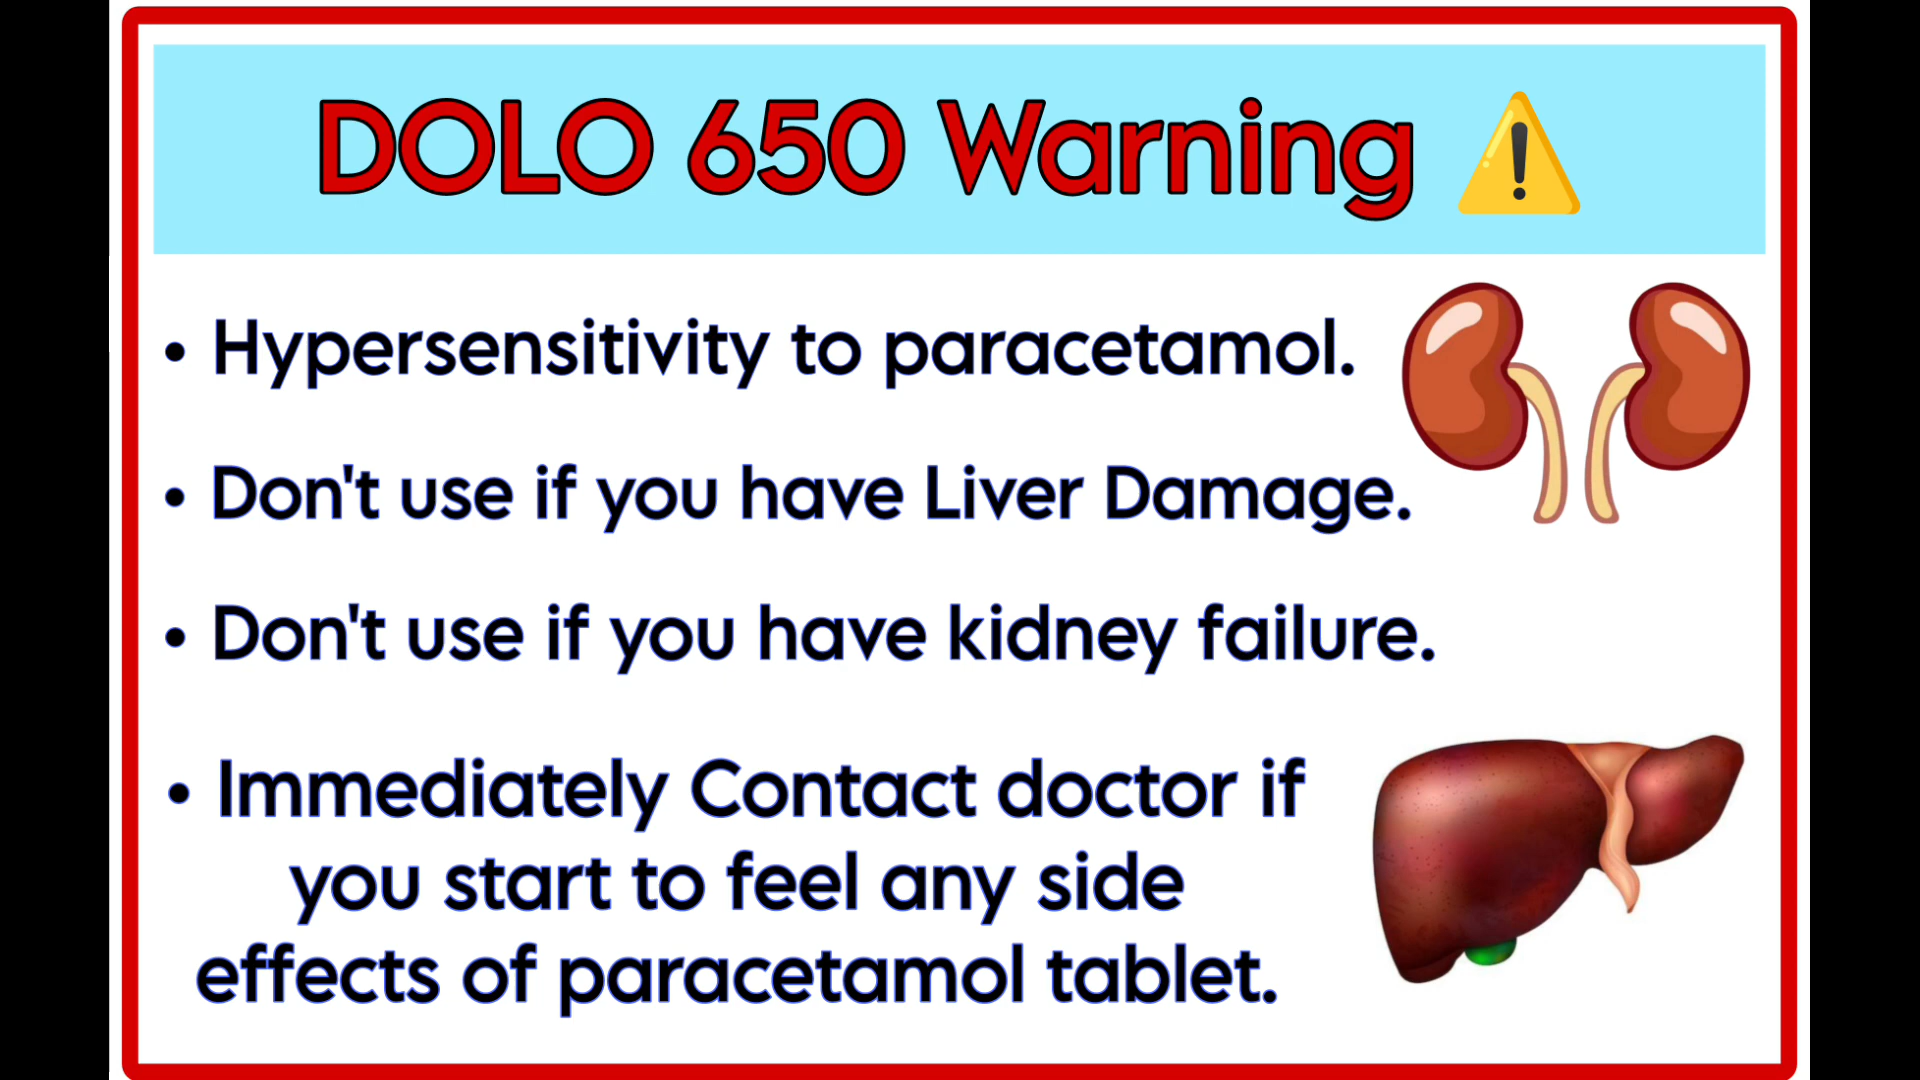 DOLO 650 Warning ⚠️
• Hypersensitivity to paracetamol.
• Don't use if you have Liver Damage.
• Don't use if you have kidney failure.
• Immediately Contact doctor if
you start to feel any side
effects of paracetamol tablet.